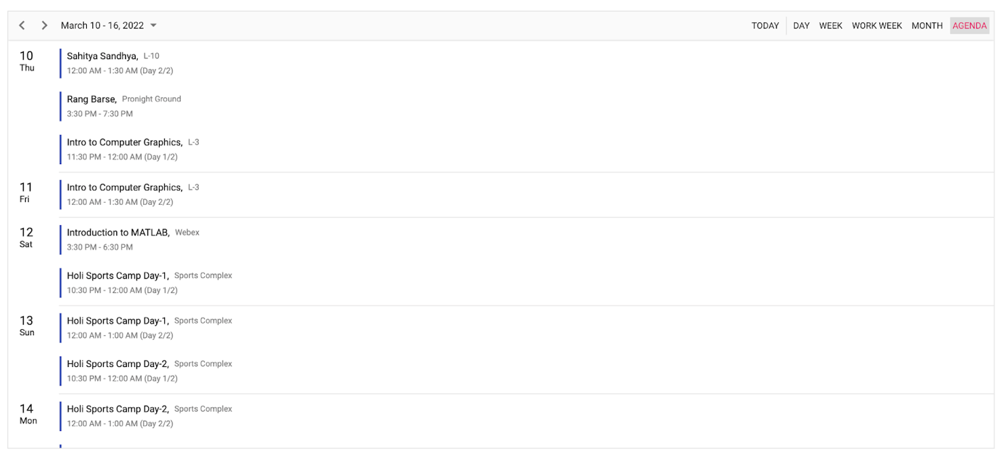 March 10 - 16, 2022 TODAY DAY WEEK WORK WEEK MONTH AGENDA
10 Sahitya Sandhya, L-10
Thu 12:00 AM - 1:30 AM (Day 2/2)
Rang Barse, Pronight Ground
3:30 PM - 7:30 PM
Intro to Computer Graphics, L-3
11:30 PM - 12:00 AM (Day 1/2)
11 Intro to Computer Graphics, L-3
Fri 12:00 AM - 1:30 AM (Day 2/2)
12 Introduction to MATLAB, Webex
Sat 3:30 PM - 6:30 PM
Holi Sports Camp Day-1, Sports Complex
10:30 PM - 12:00 AM (Day 1/2)
13 Holi Sports Camp Day-1, Sports Complex
Sun 12:00 AM - 1:00 AM (Day 2/2)
Holi Sports Camp Day-2, Sports Complex
10:30 PM - 12:00 AM (Day 1/2)
14 Holi Sports Camp Day-2, Sports Complex
Mon 12:00 AM - 1:00 AM (Day 2/2)